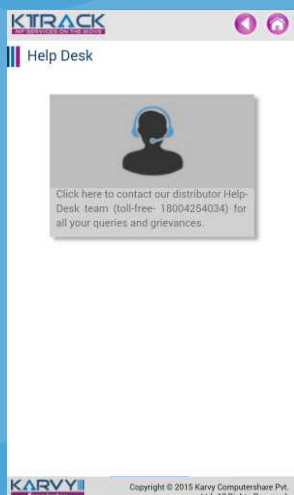 KTRACK
MF SERVICES ON THE MOVE
Help Desk
Click here to contact our distributor Help-
Desk team (toll-free- 18004254034) for
all your queries and grievances.
KARVY
Copyright © 2015 Karvy Computershare Pvt.